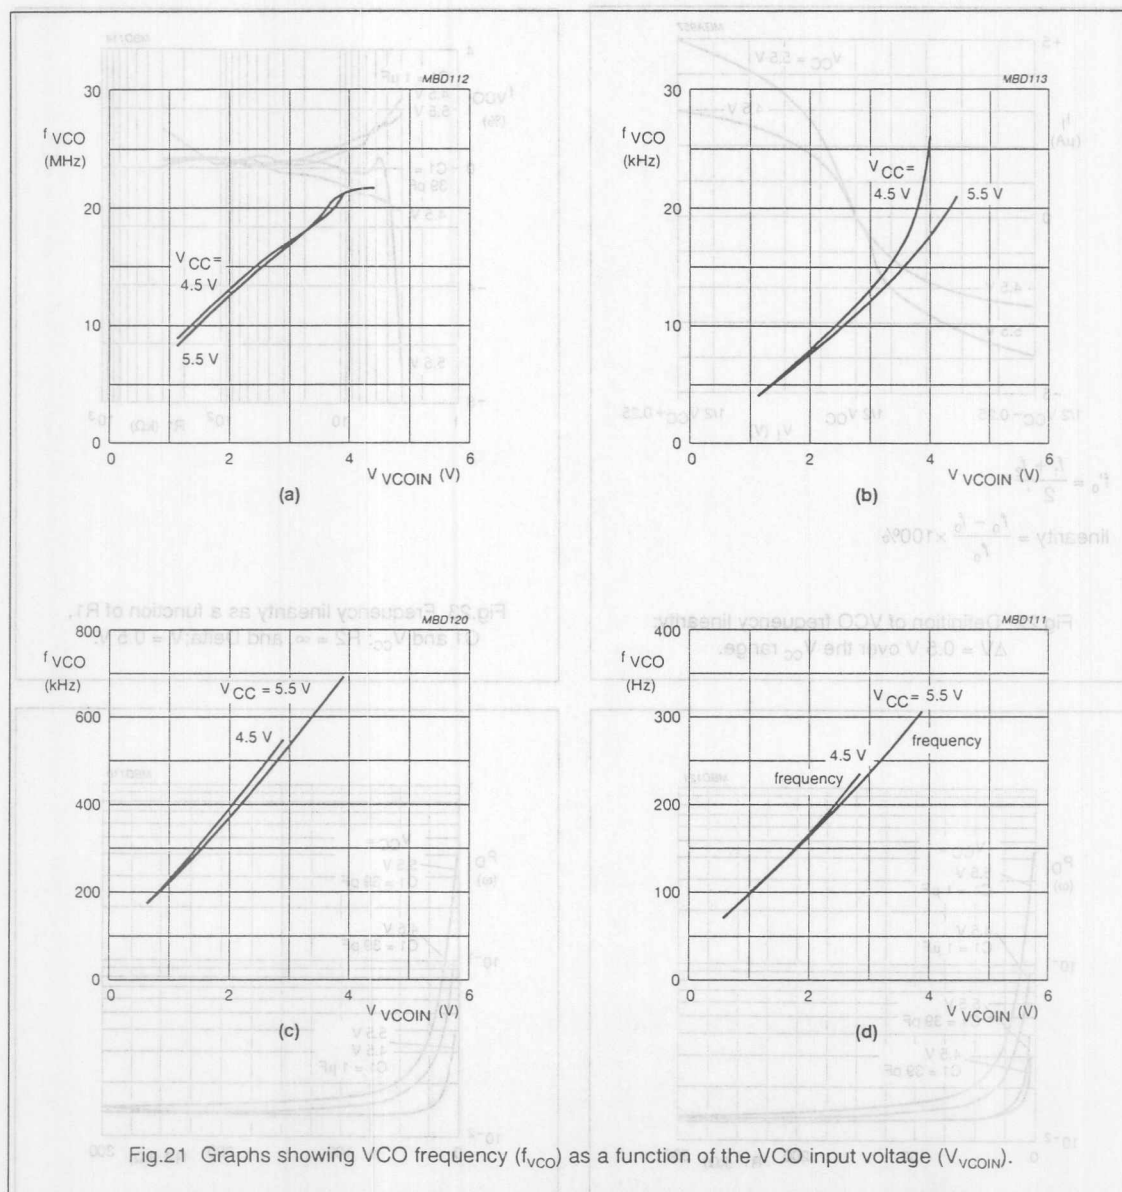 MBD112
30
f VCO
(MHz)
20
V CC=
4.5 V
10
5.5 V
0
0 2 4 6
V VCOIN (V)
(a)
MBD113
30
f VCO
(kHz)
V CC=
4.5 V 5.5 V
20
10
0
0 2 4 6
V VCOIN (V)
(b)
MBD120
800
f VCO
(kHz)
V CC = 5.5 V
600
4.5 V
400
200
0
0 2 4 6
V VCOIN (V)
(c)
MBD111
400
f VCO
(Hz)
V CC= 5.5 V
300
frequency
4.5 V
frequency
200
100
0
0 2 4 6
V VCOIN (V)
(d)
Fig.21 Graphs showing VCO frequency (fVCO) as a function of the VCO input voltage (VVCOIN).